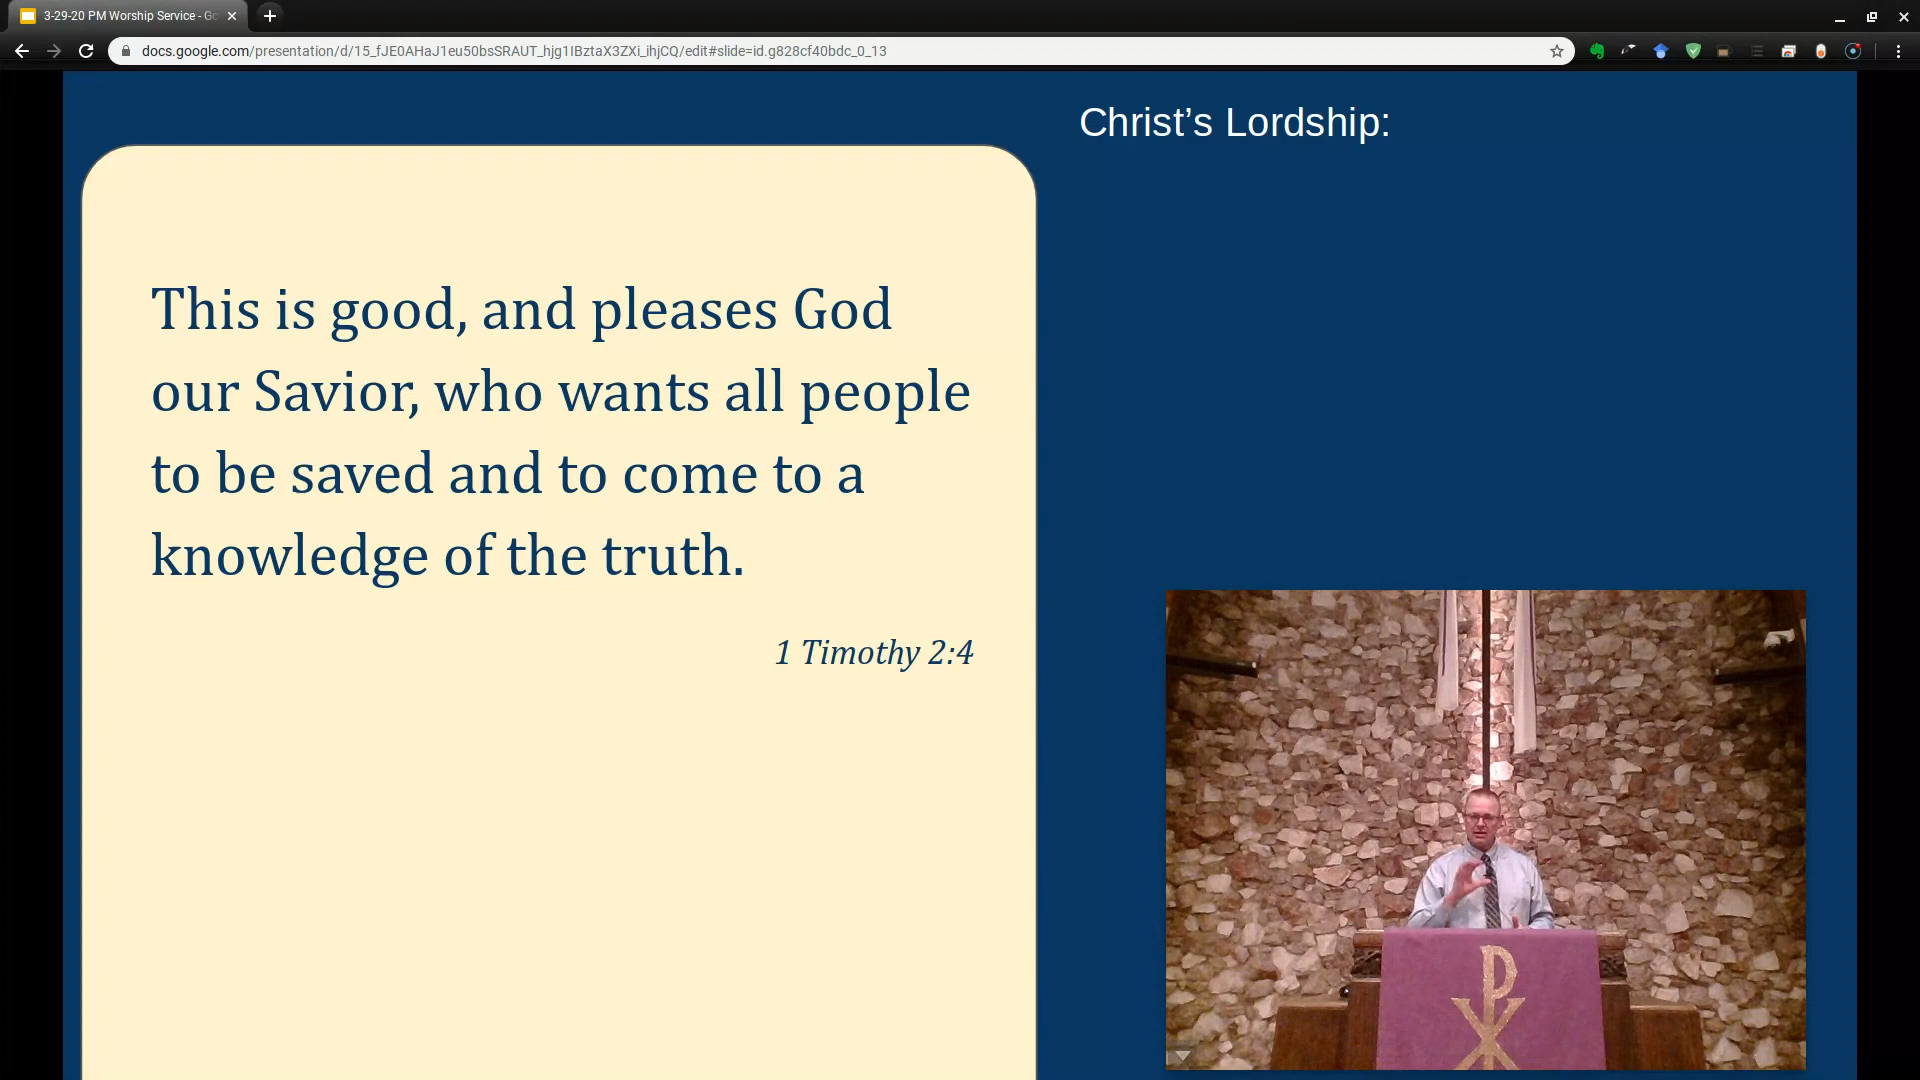 3-29-20 PM Worship Service - Go
docs.google.com/presentation/d/15_fJE0AHaJ1eu50bsSRAUT_hjg1IBztaX3ZXi_ihjCQ/edit#slide=id.g828cf40bdc_0_13
Christ’s Lordship:
This is good, and pleases God
our Savior, who wants all people
to be saved and to come to a
knowledge of the truth.
1 Timothy 2:4